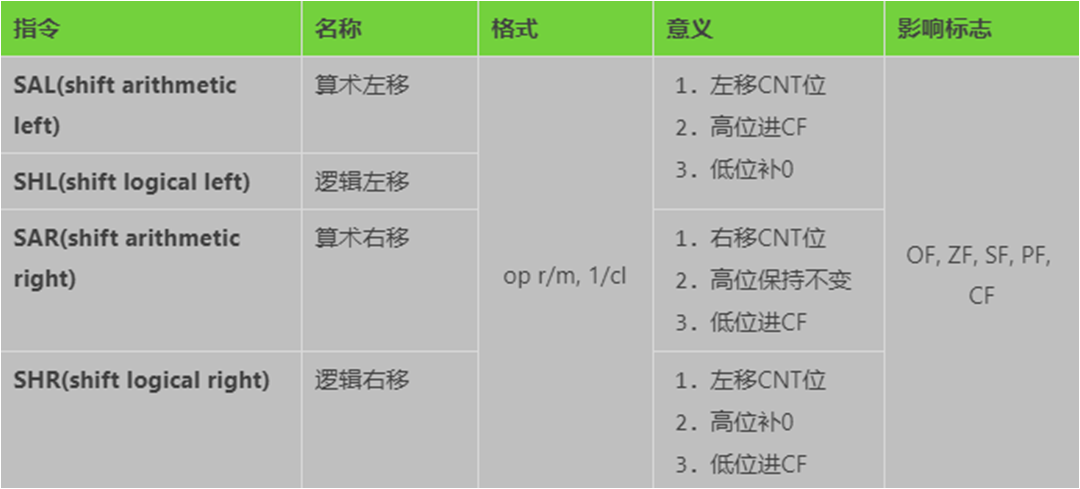 指令 名称 格式 意义 影响标志
SAL(shift arithmetic
left)
算术左移
1. 左移CNT位
2. 高位进CF
3. 低位补0
SHL(shift logical left)
逻辑左移
SAR(shift arithmetic
right)
算术右移
op r/m, 1/cl
1. 右移CNT位
2. 高位保持不变
3. 低位进CF
OF, ZF, SF, PF,
CF
SHR(shift logical right)
逻辑右移
1. 左移CNT位
2. 高位补0
3. 低位进CF